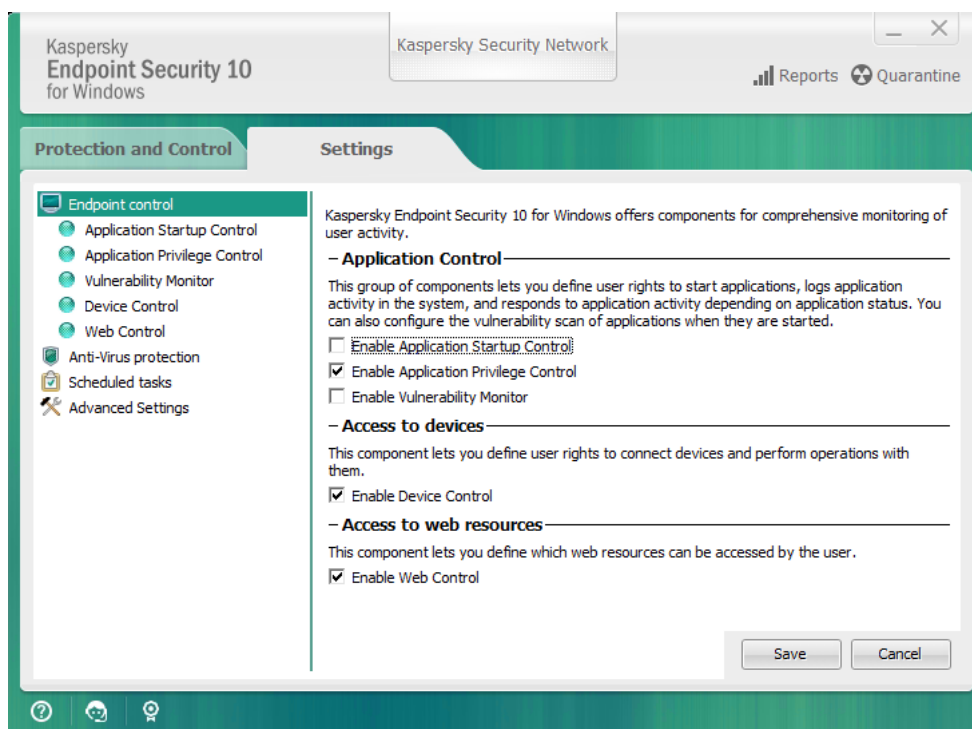 Kaspersky
Endpoint Security 10
for Windows
Kaspersky Security Network
Reports
Quarantine
Protection and Control
Settings
Endpoint control
Application Startup Control
Application Privilege Control
Vulnerability Monitor
Device Control
Web Control
Anti-Virus protection
Scheduled tasks
Advanced Settings
Kaspersky Endpoint Security 10 for Windows offers components for comprehensive monitoring of
user activity.
Application Control
This group of components lets you define user rights to start applications, logs application
activity in the system, and responds to application activity depending on application status. You
can also configure the vulnerability scan of applications when they are started.
Enable Application Startup Control
Enable Application Privilege Control
Enable Vulnerability Monitor
Access to devices
This component lets you define user rights to connect devices and perform operations with
them.
Enable Device Control
Access to web resources
This component lets you define which web resources can be accessed by the user.
Enable Web Control
Save
Cancel